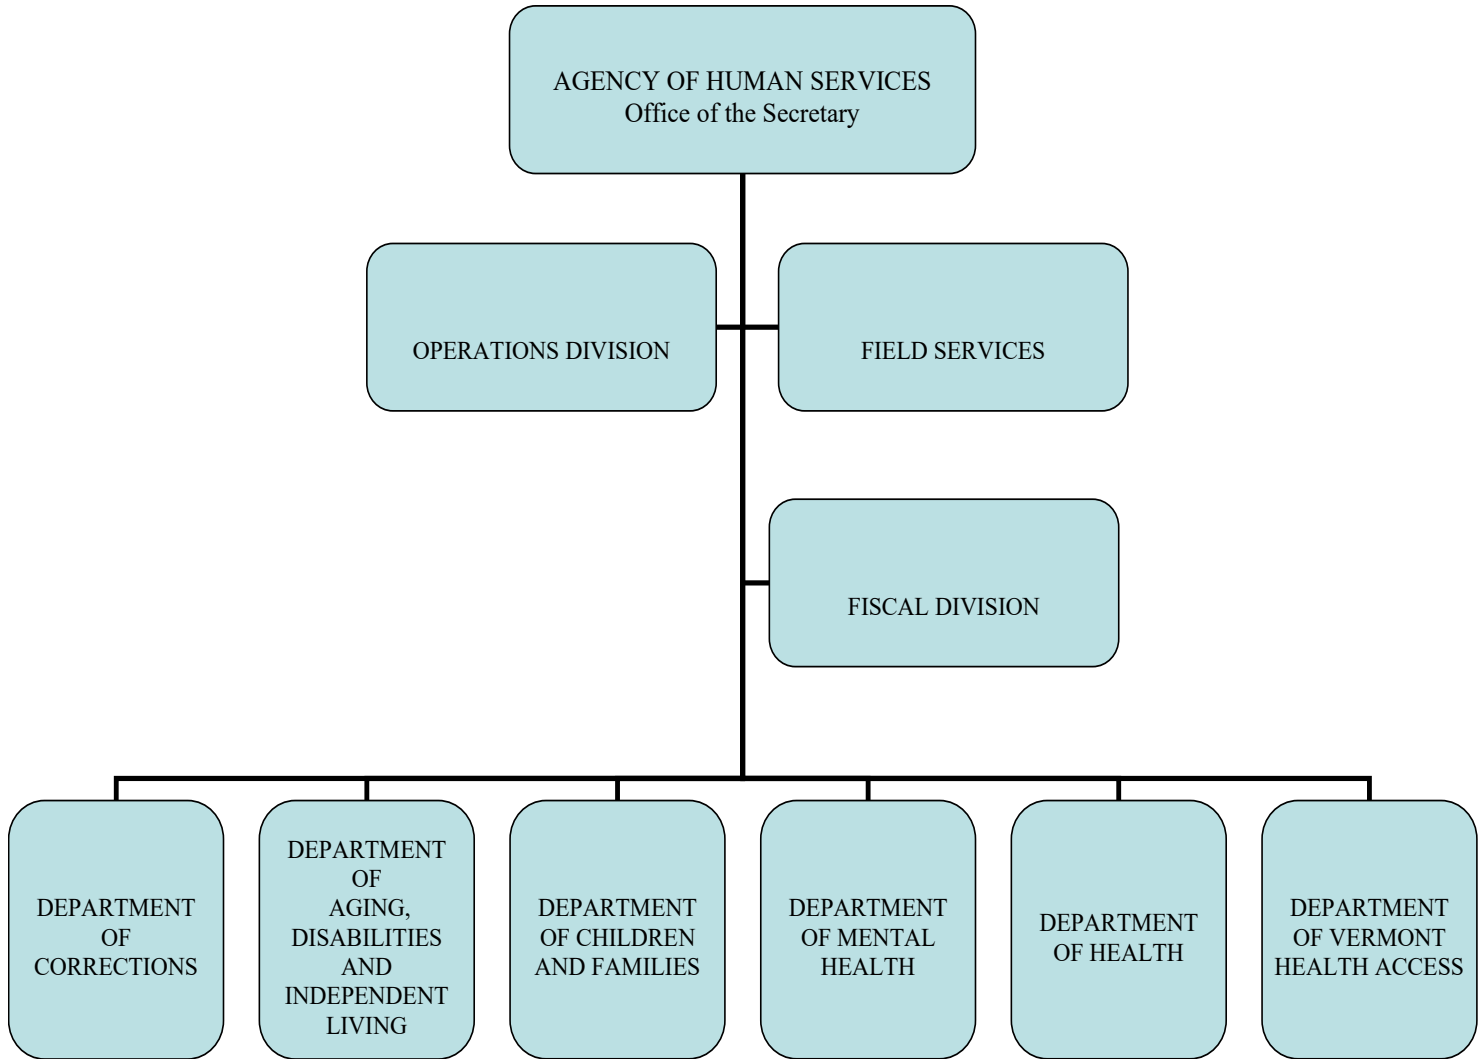 AGENCY OF HUMAN SERVICES
Office of the Secretary
OPERATIONS DIVISION
FIELD SERVICES
FISCAL DIVISION
DEPARTMENT
OF
CORRECTIONS
DEPARTMENT
OF
AGING,
DISABILITIES
AND
INDEPENDENT
LIVING
DEPARTMENT
OF CHILDREN
AND FAMILIES
DEPARTMENT
OF MENTAL
HEALTH
DEPARTMENT
OF HEALTH
DEPARTMENT
OF VERMONT
HEALTH ACCESS